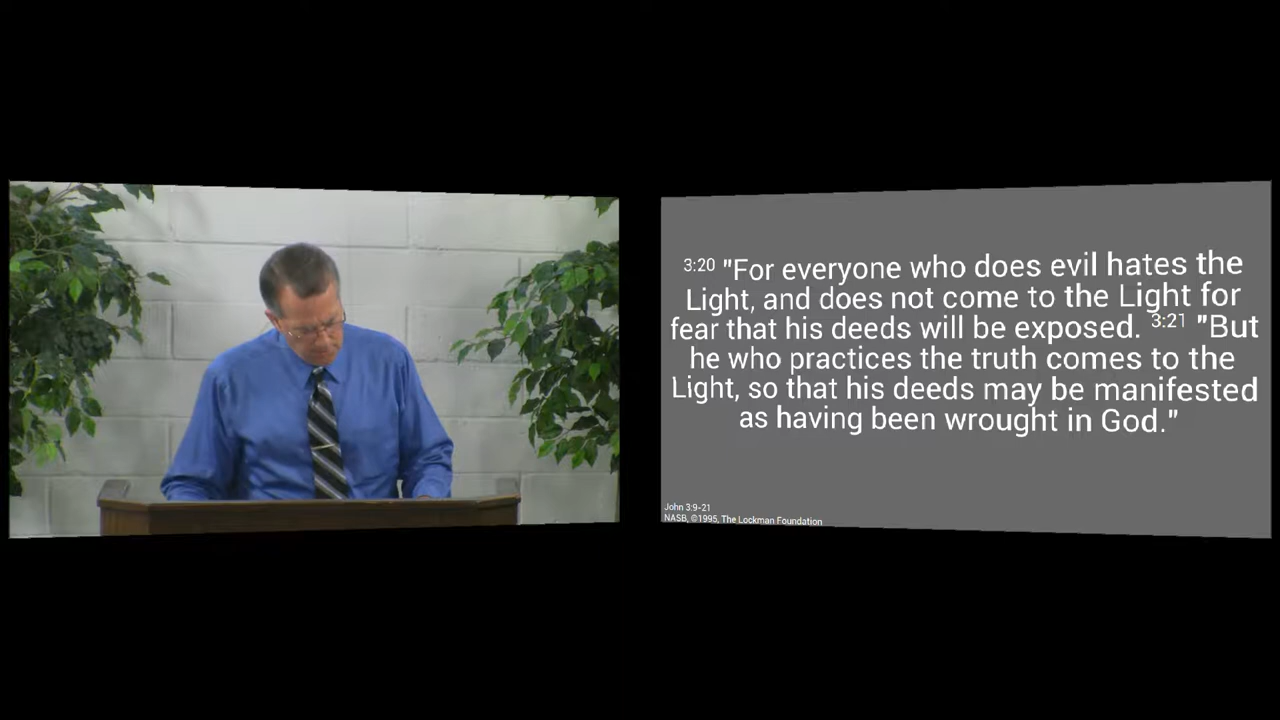 3:20 "For everyone who does evil hates the
Light, and does not come to the Light for
fear that his deeds will be exposed. 3:21 "But
he who practices the truth comes to the
Light, so that his deeds may be manifested
as having been wrought in God."
John 3:9-21
NASB, ©1995, The Lockman Foundation